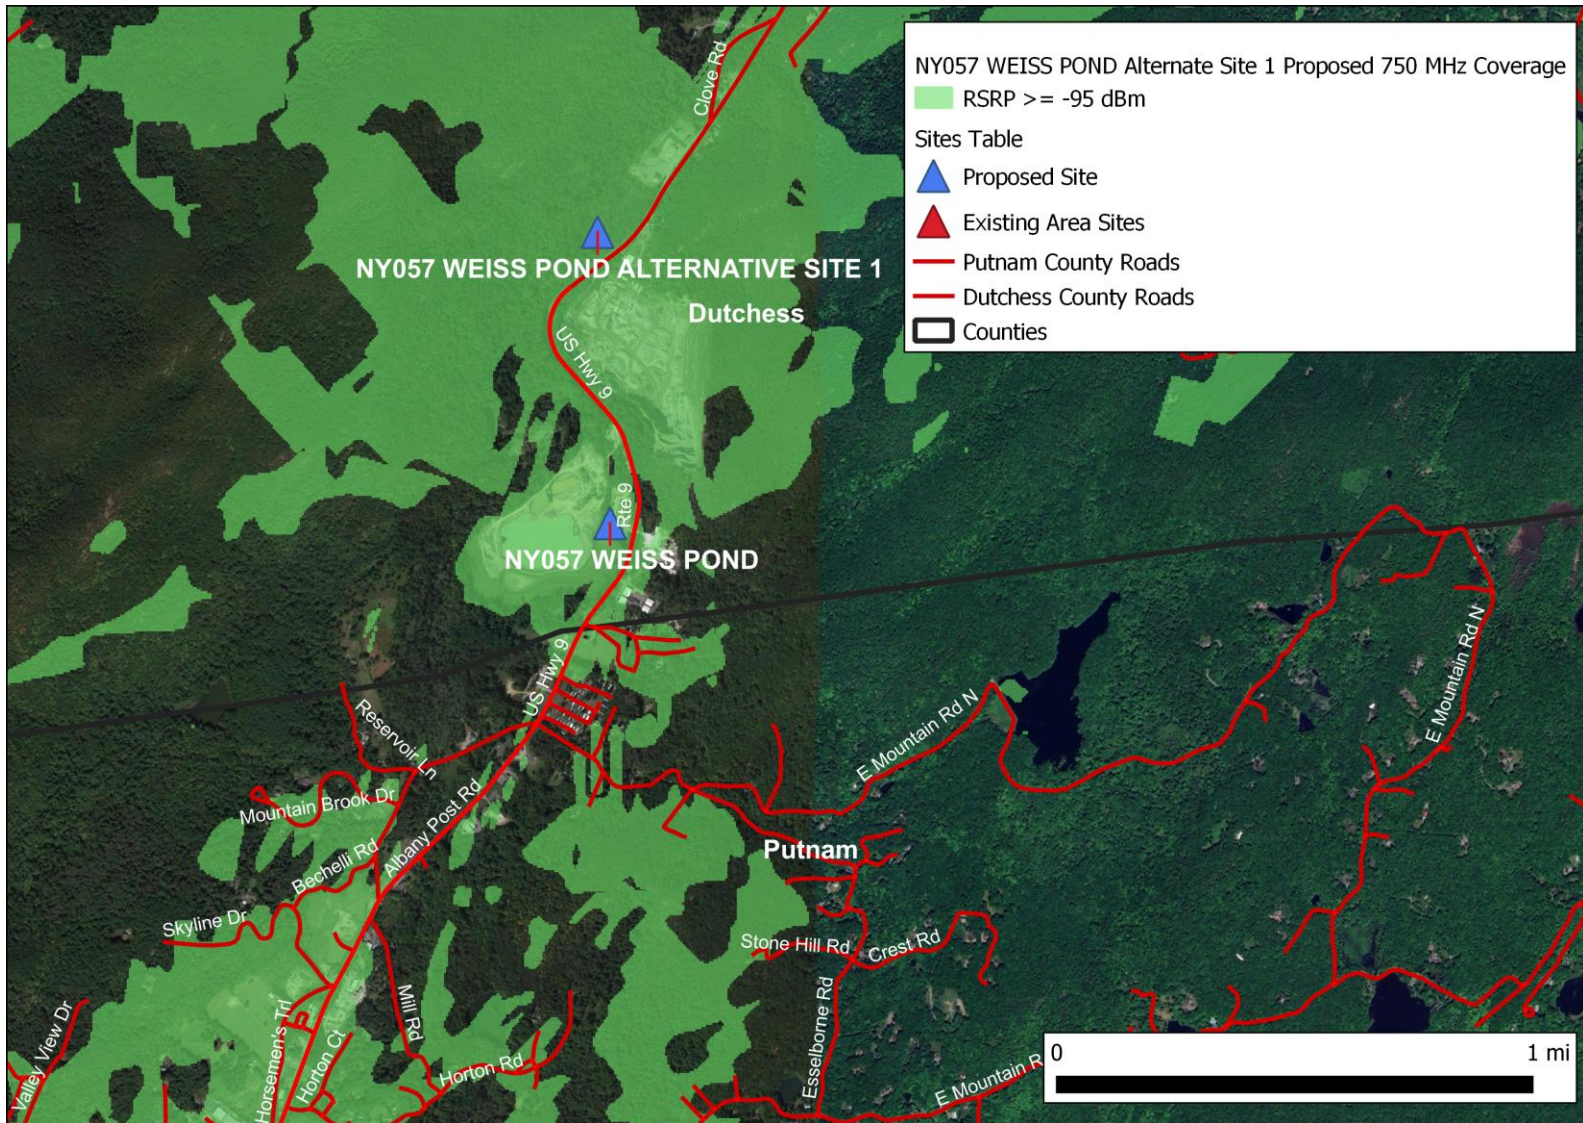 NY057 WEISS POND Alternate Site 1 Proposed 750 MHz Coverage
RSRP >= -95 dBm
Sites Table
Proposed Site
Existing Area Sites
Putnam County Roads
Dutchess County Roads
Counties
Clove Rd
NY057 WEISS POND ALTERNATIVE SITE 1
Dutchess
US Hwy 9
Rte 9
NY057 WEISS POND
US Hwy 9
Reservoir Ln
E Mountain Rd N
E Mountain Rd N
Mountain Brook Dr
Albany Post Rd
Bechelli Rd
Putnam
Skyline Dr
Stone Hill Rd
Crest Rd
Valley View Dr
Horsemen's Trl
Horton Ct
Mill Rd
Horton Rd
Esselborne Rd
E Mountain R
0 1 mi